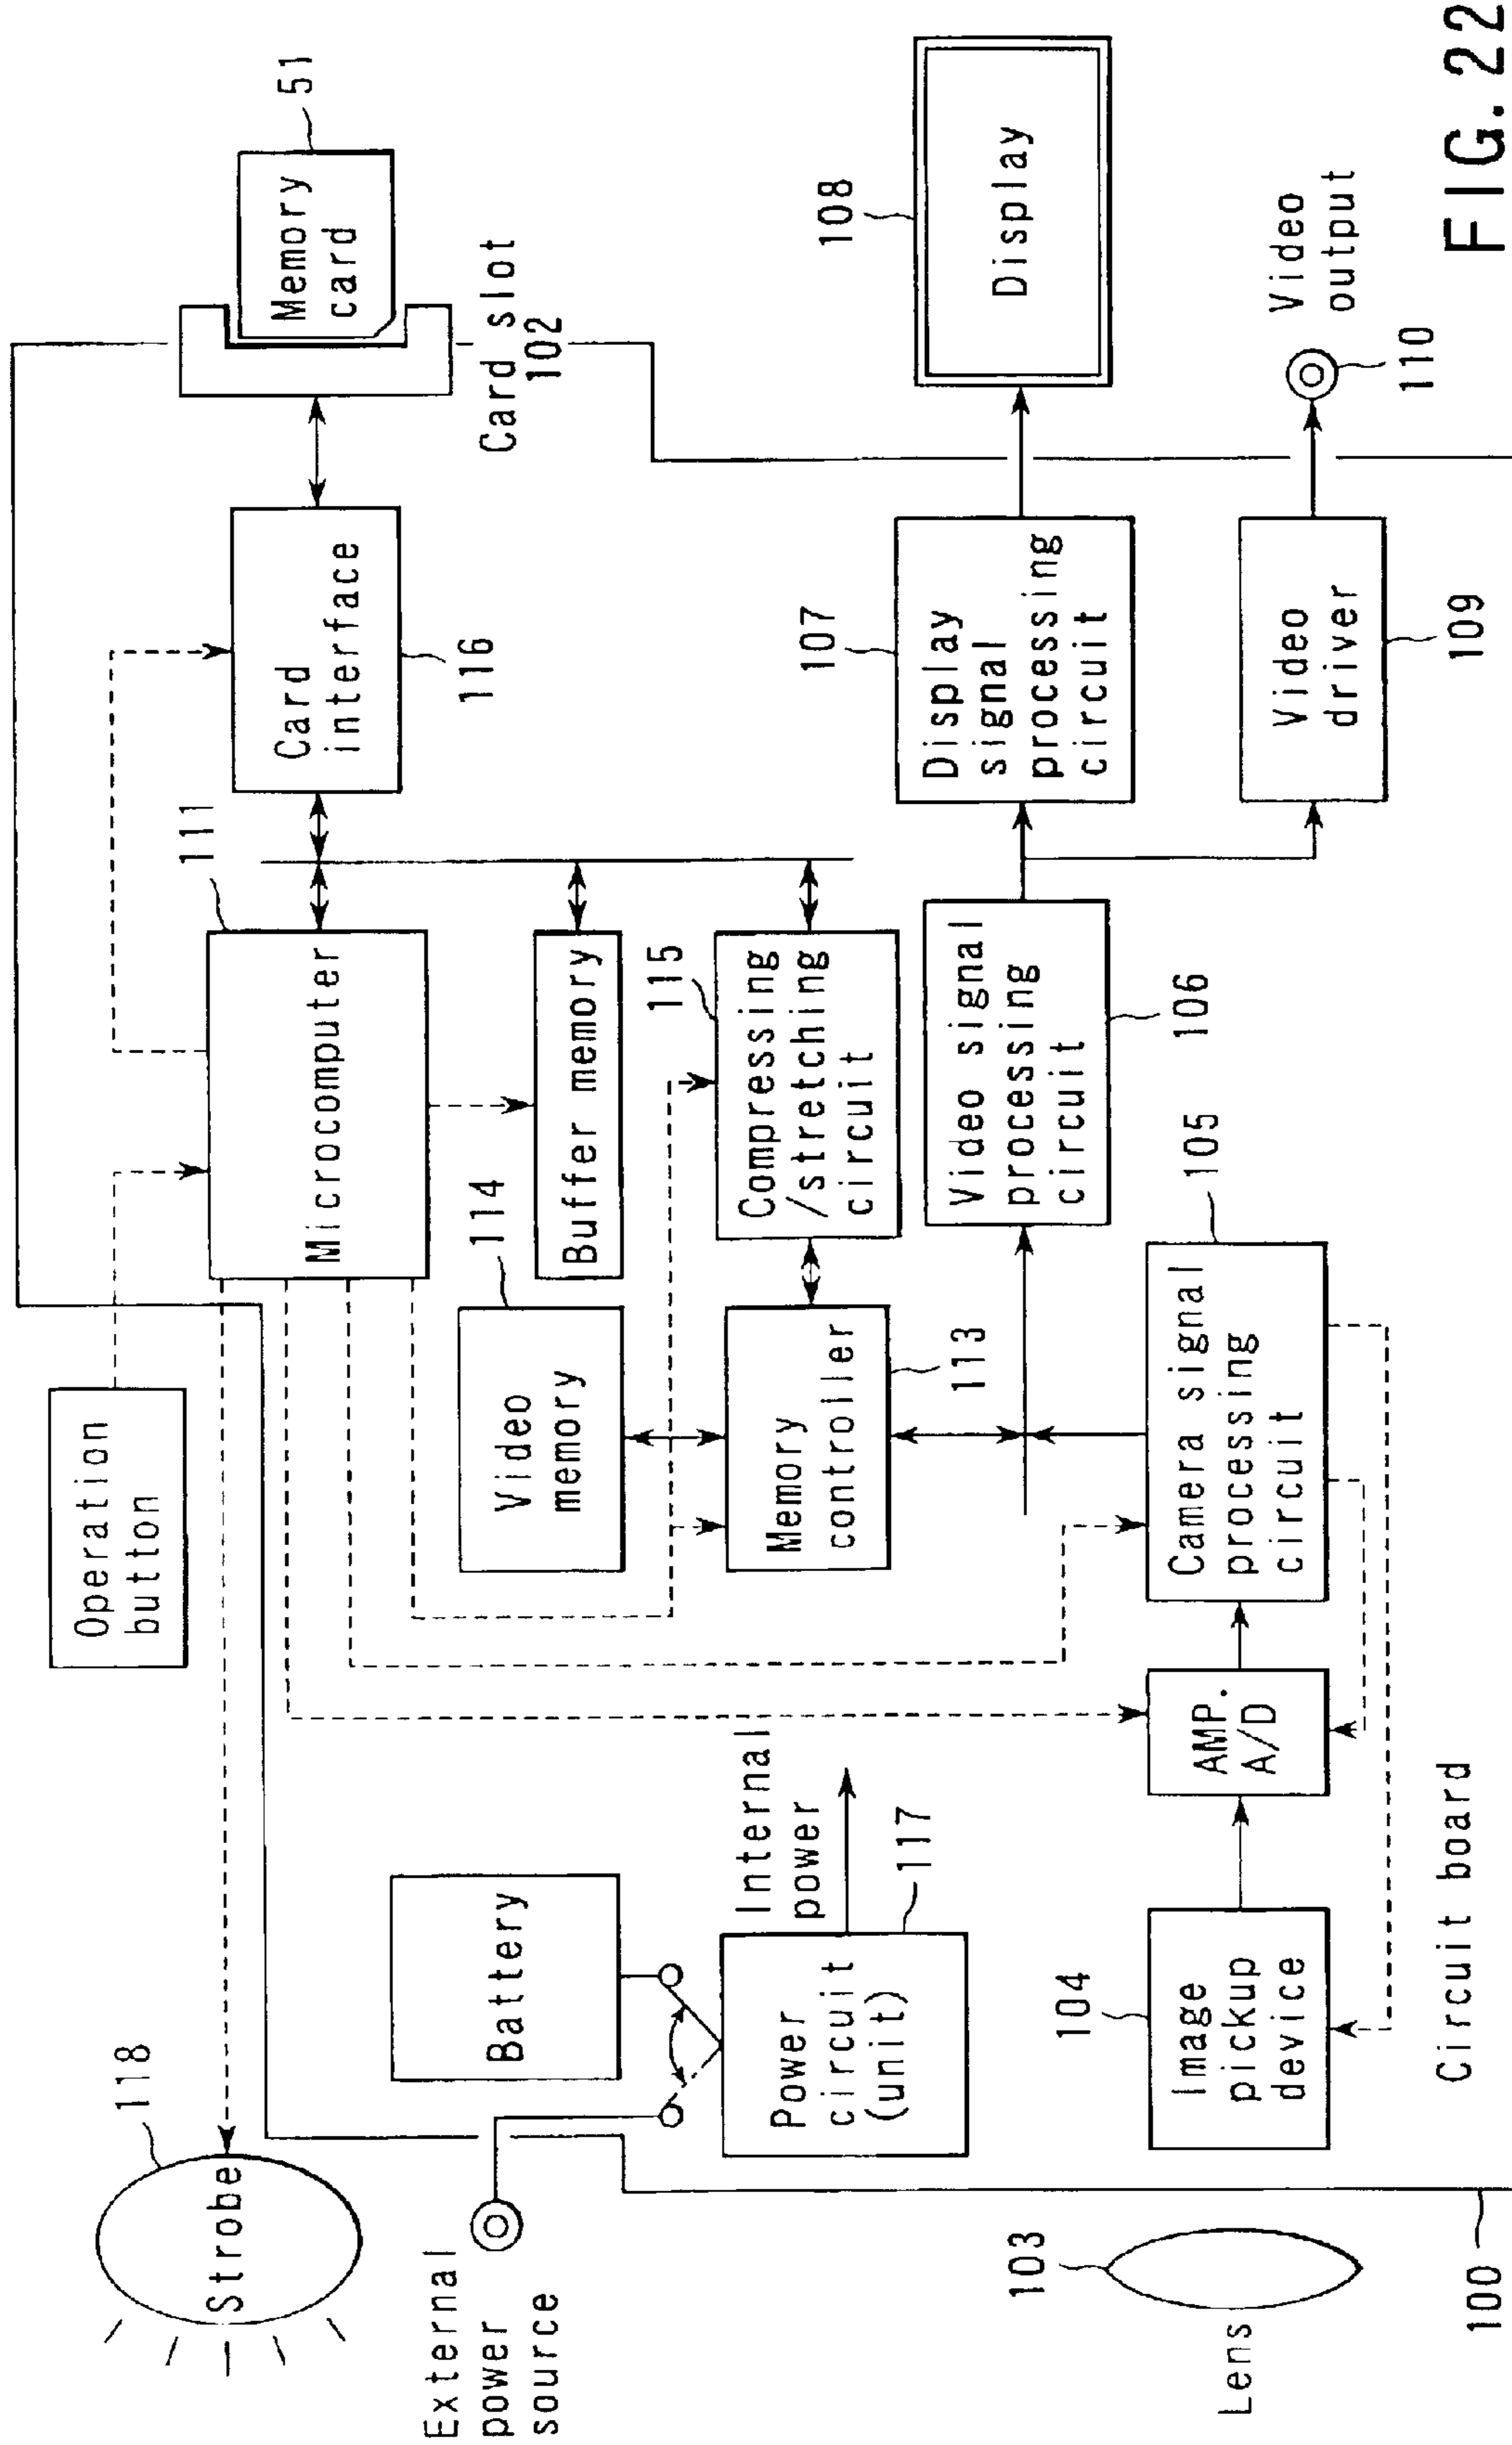 118
Strobe
External
power
source
Operation
button
111
Microcomputer
Card
interface
116
51
Memory
card
Card slot
102
Battery
Internal
power
Power
circuit
(unit)
117
114
Video
memory
Buffer memory
115
Compressing
/stretching
circuit
Memory
controller
113
107
Display
signal
processing
circuit
108
Display
Video signal
processing
circuit
106
Video
driver
109
Video
output
110
103
Lens
104
Image
pickup
device
AMP.
A/D
105
Camera signal
processing
circuit
Circuit board
100
FIG. 22